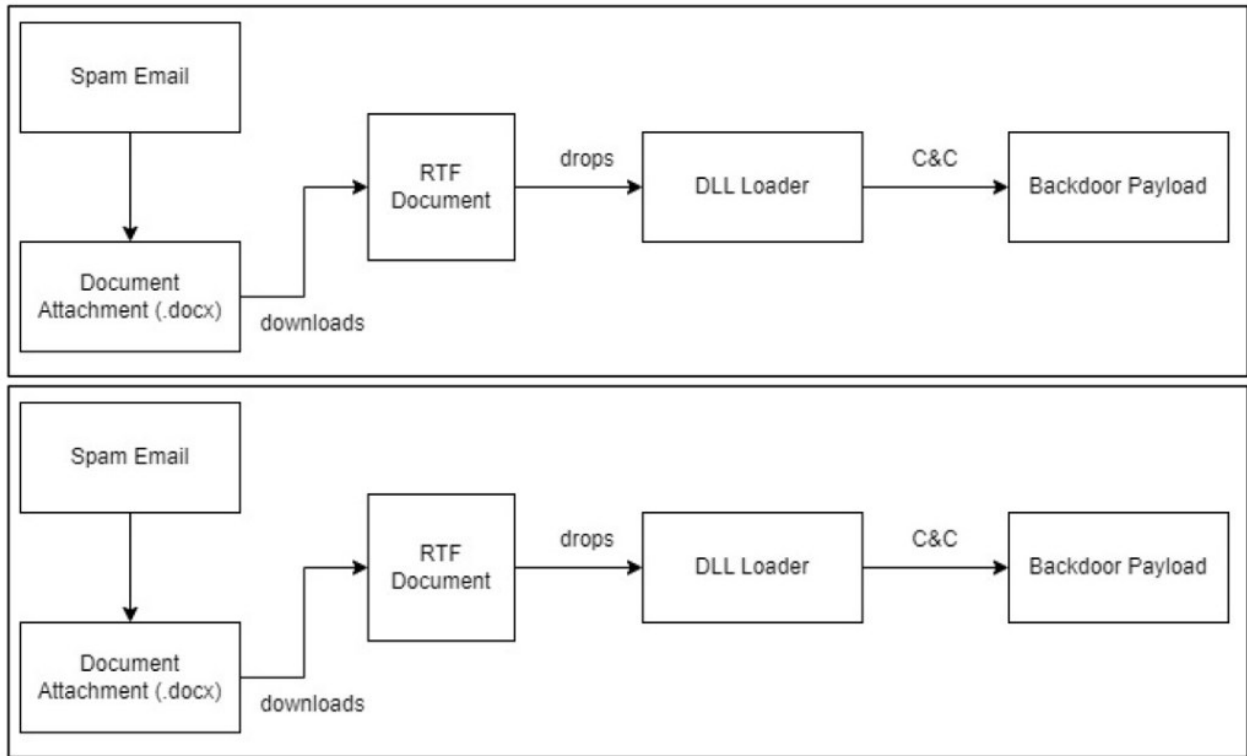 Spam Email
RTF
Document
drops
DLL Loader
C&C
Backdoor Payload
Document
Attachment (.docx)
downloads
Spam Email
RTF
Document
drops
DLL Loader
C&C
Backdoor Payload
Document
Attachment (.docx)
downloads